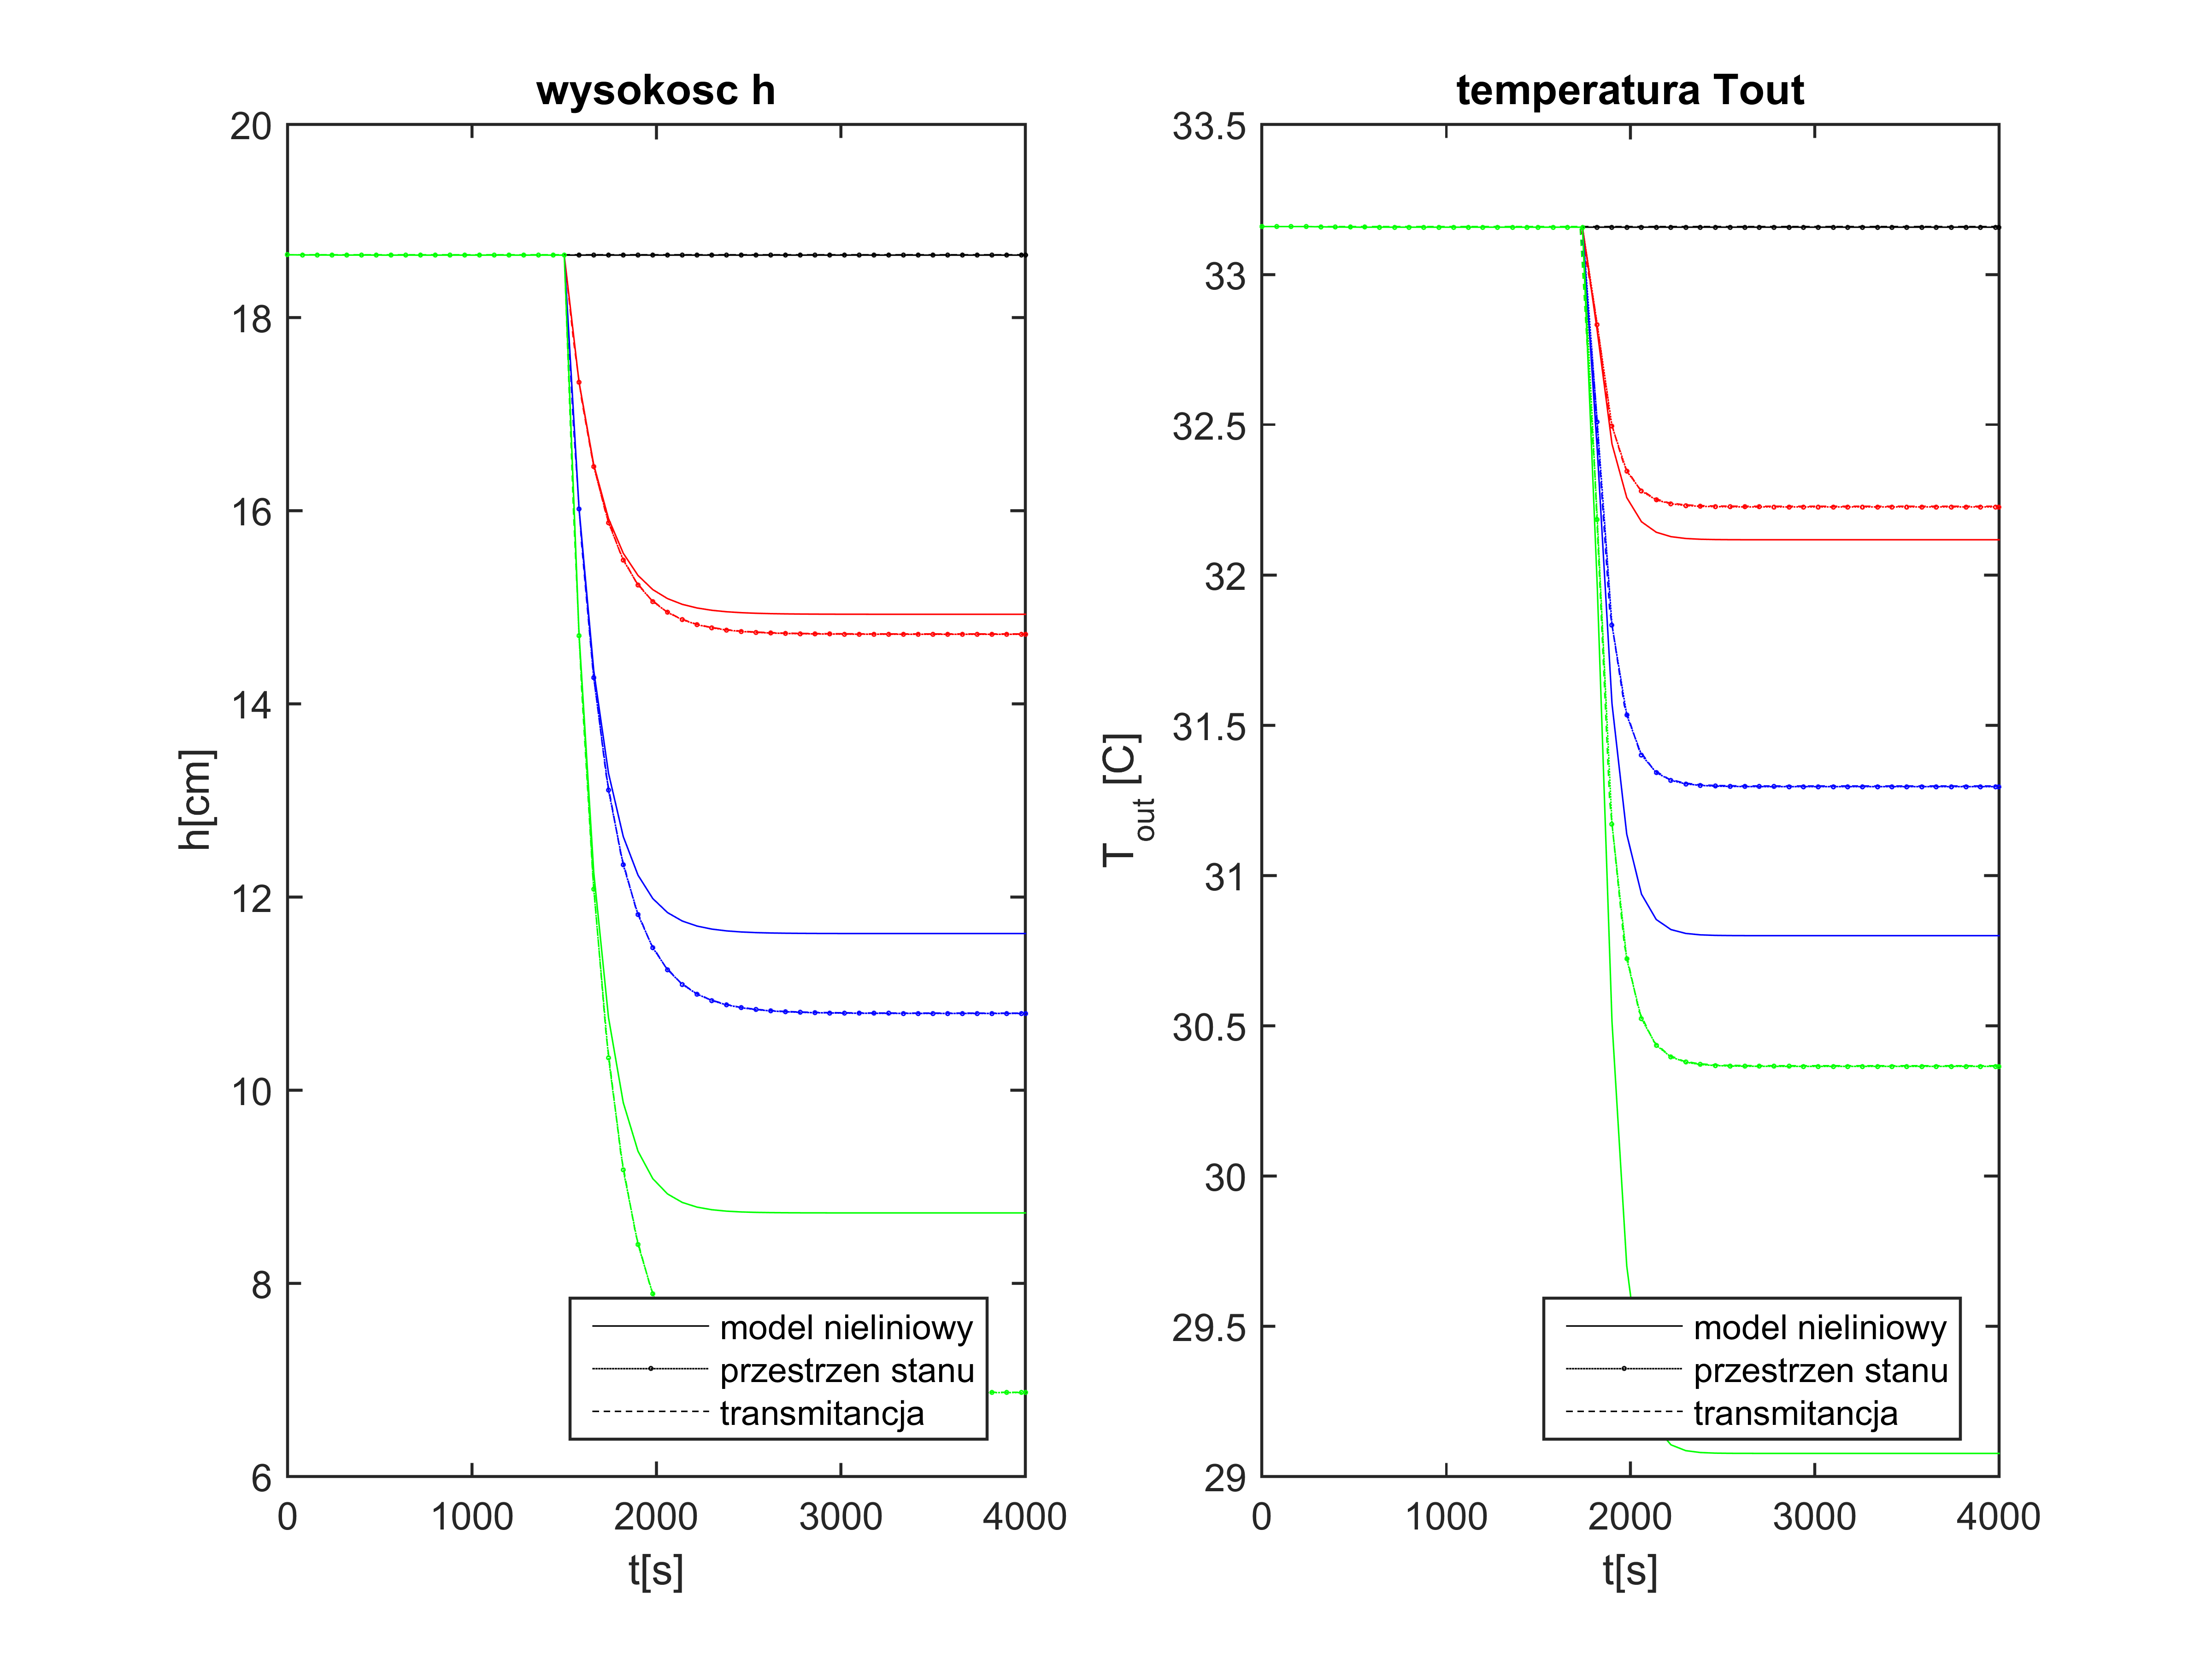 wysokosc h
20
18
16
14
12
10
8
6
h[cm]
0 1000 2000 3000 4000
t[s]
model nieliniowy
przestrzen stanu
transmitancja
temperatura Tout
33.5
33
32.5
32
31.5
31
30.5
30
29.5
29
T_out [C]
0 1000 2000 3000 4000
t[s]
model nieliniowy
przestrzen stanu
transmitancja